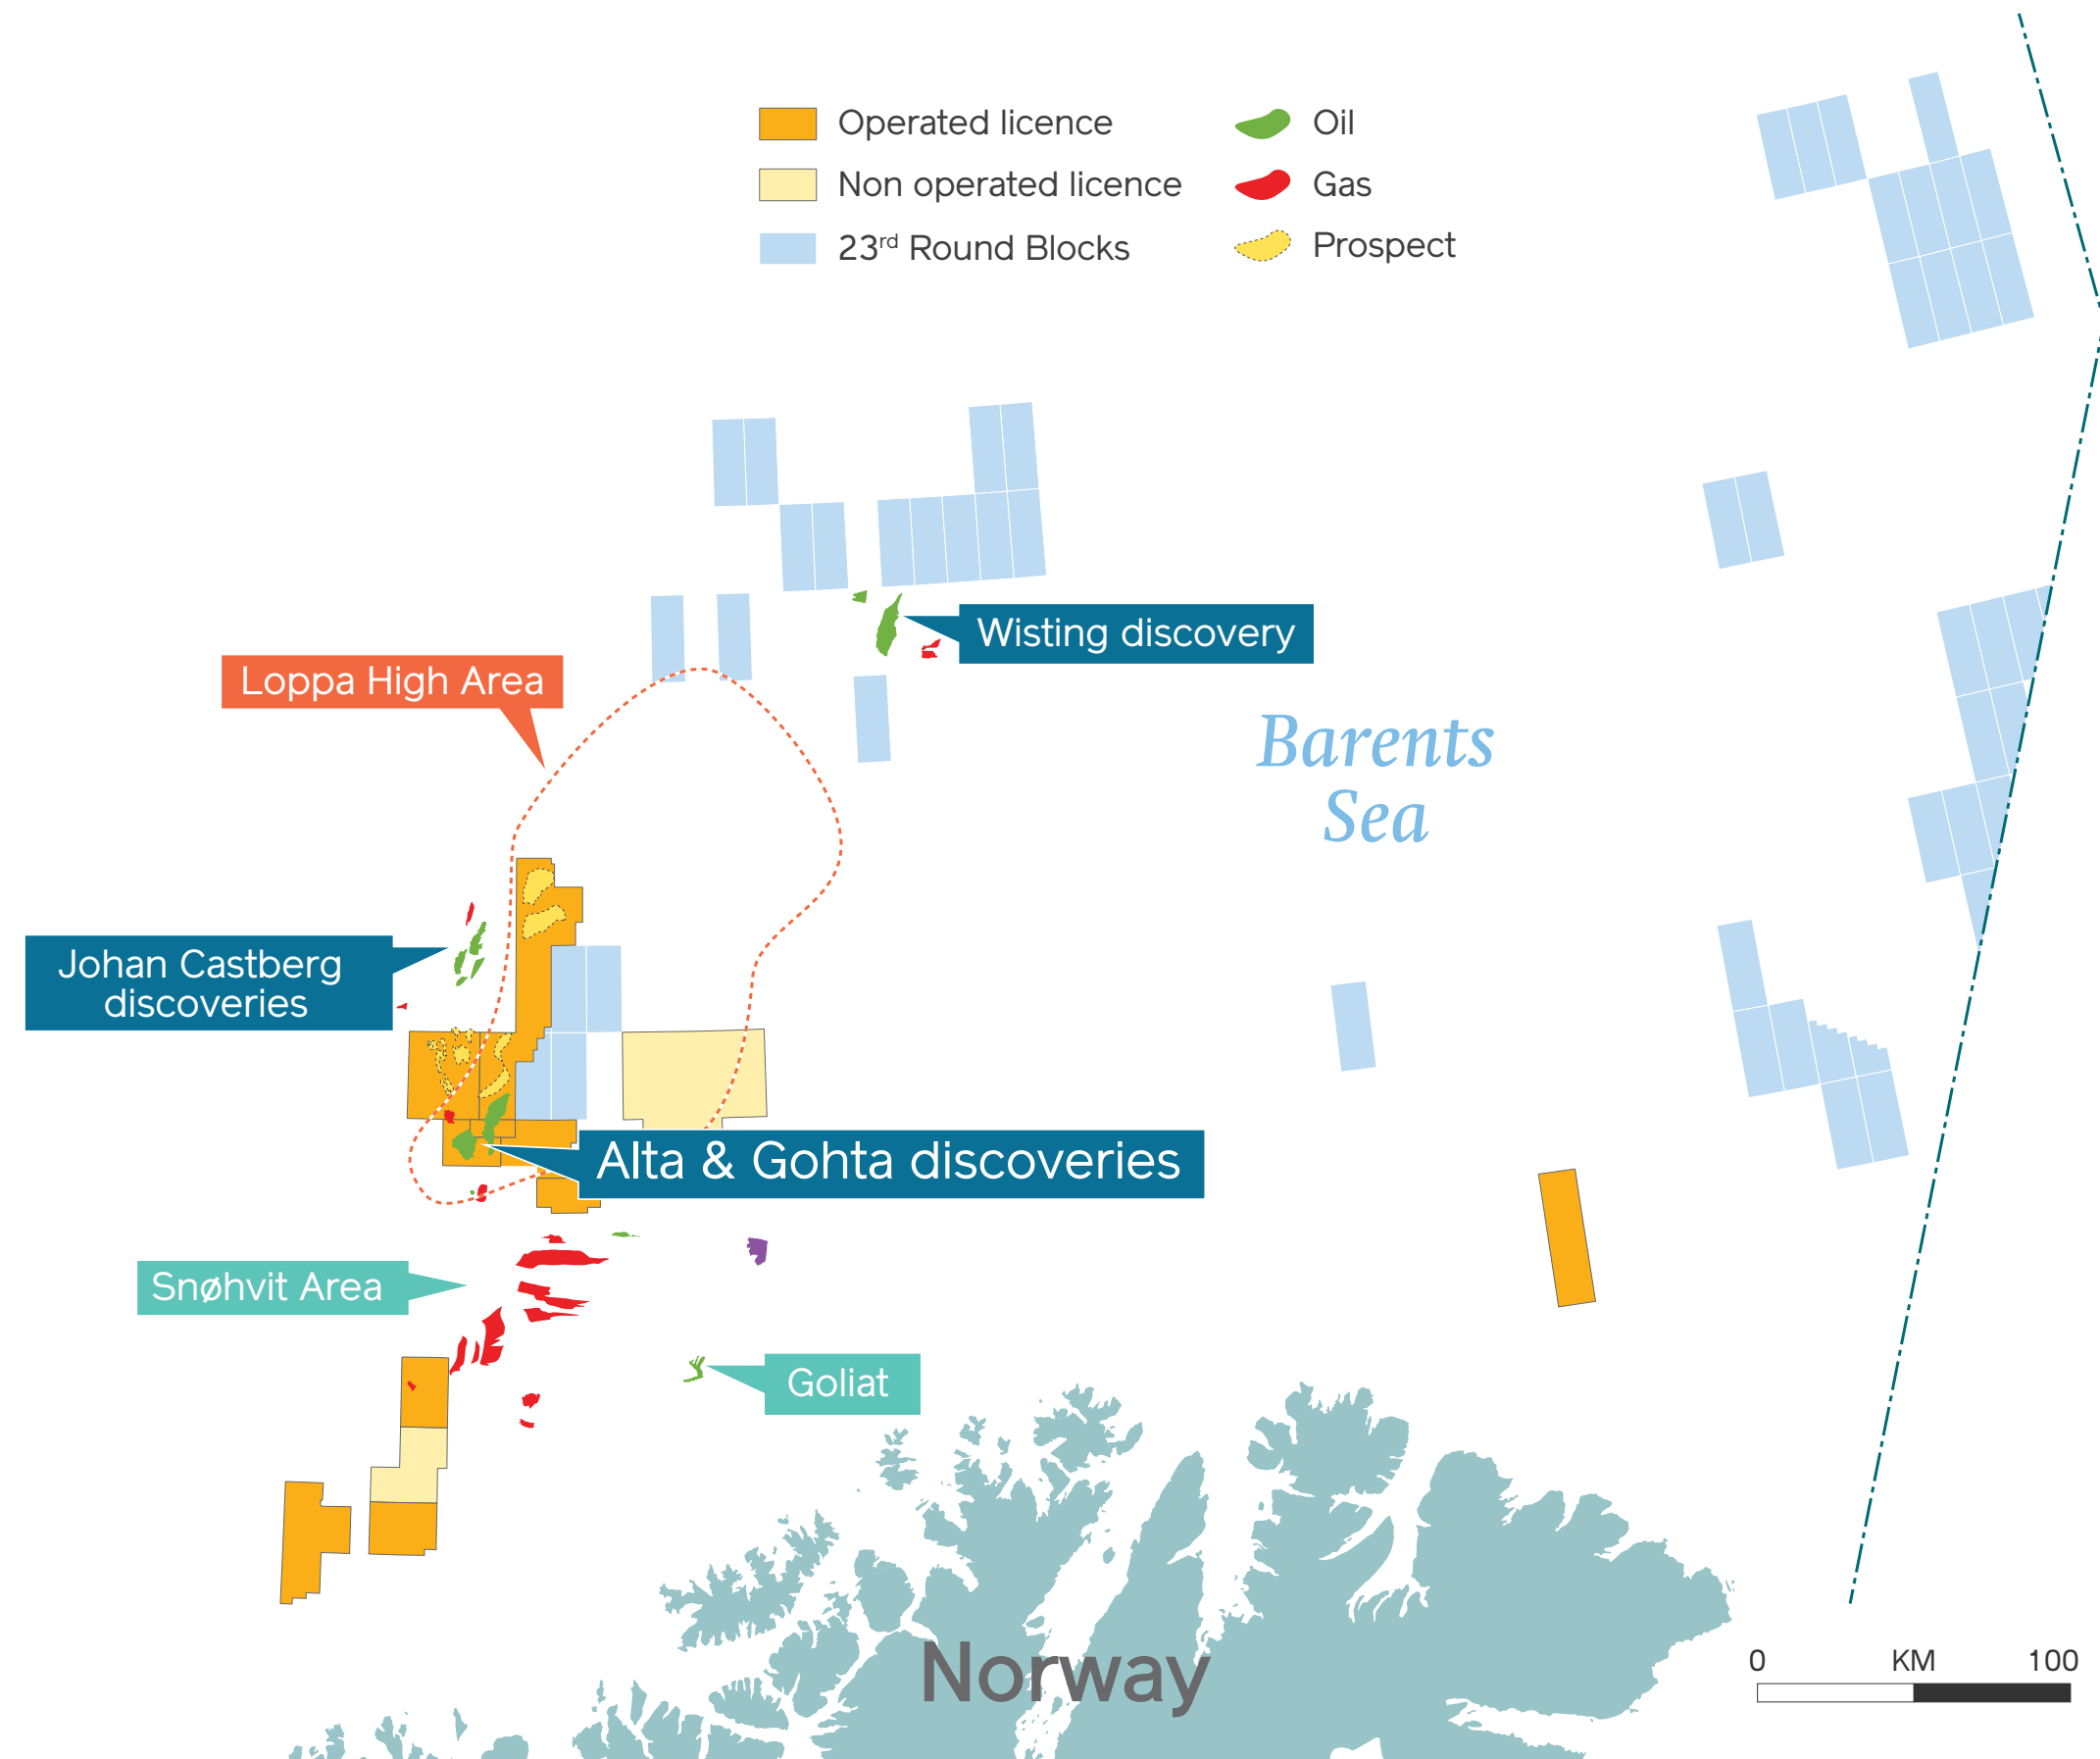 Operated licence
Oil
Non operated licence
Gas
23rd Round Blocks
Prospect
Wisting discovery
Loppa High Area
Barents
Sea
Johan Castberg
discoveries
Alta & Gohta discoveries
Snøhvit Area
Goliat
Norway
0 KM 100